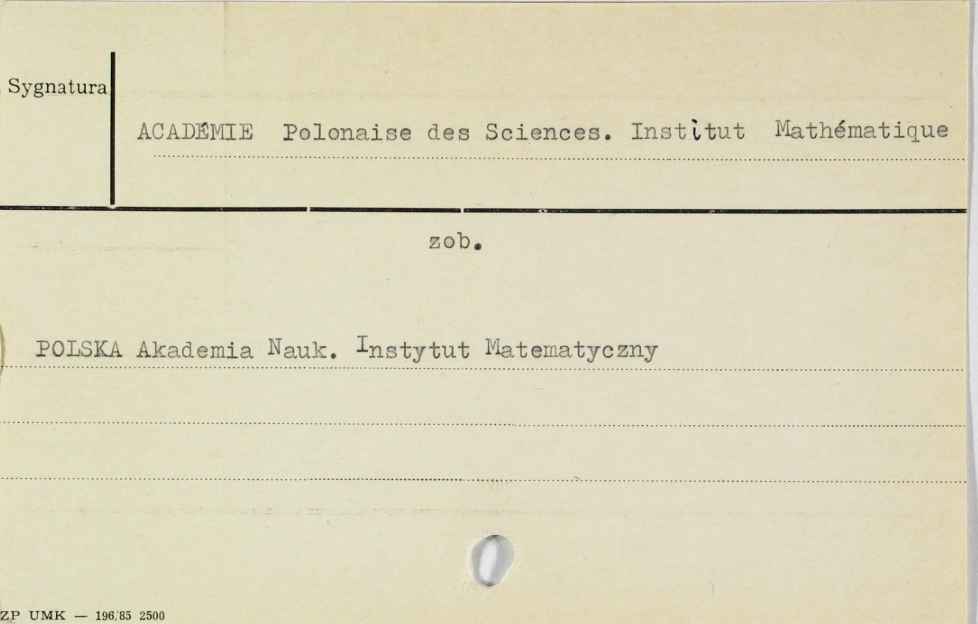 Sygnatura
ACADÉMIE Polonaise des Sciences. Institut Mathématique
zob.
POLSKA Akademia Nauk. Instytut Matematyczny
ZP UMK — 196/85 2500